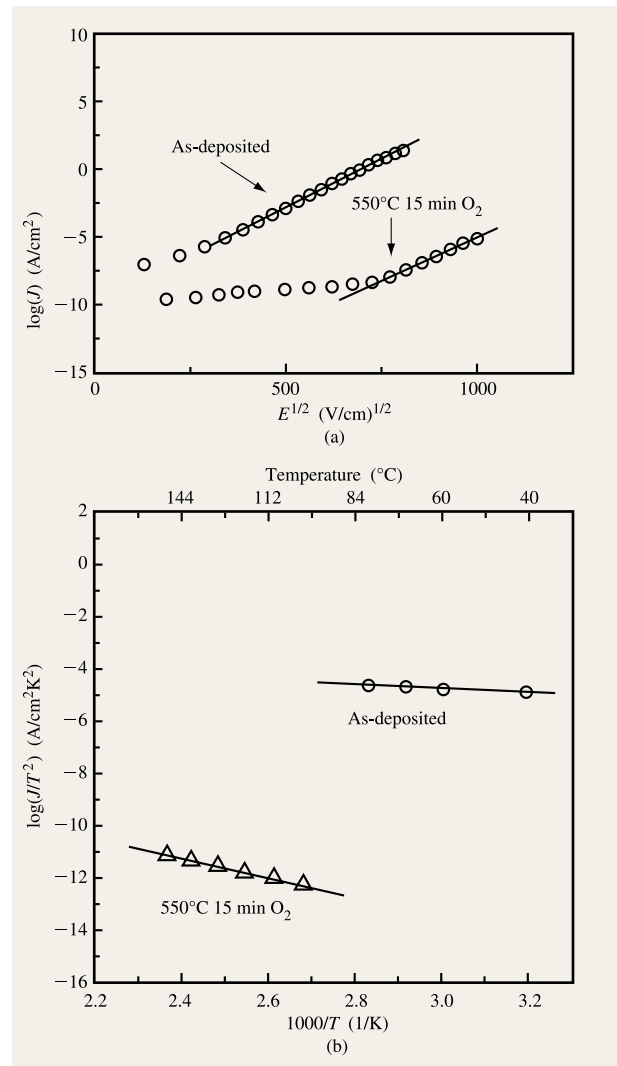 10
5
0
−5
−10
−15
log(J) (A/cm²)
As-deposited
550°C 15 min O₂
0 500 1000
E^{1/2} (V/cm)^{1/2}
(a)
Temperature (°C)
144 112 84 60 40
2
0
−2
−4
−6
−8
−10
−12
−14
−16
log(J/T²) (A/cm²K²)
As-deposited
550°C 15 min O₂
2.2 2.4 2.6 2.8 3.0 3.2
1000/T (1/K)
(b)